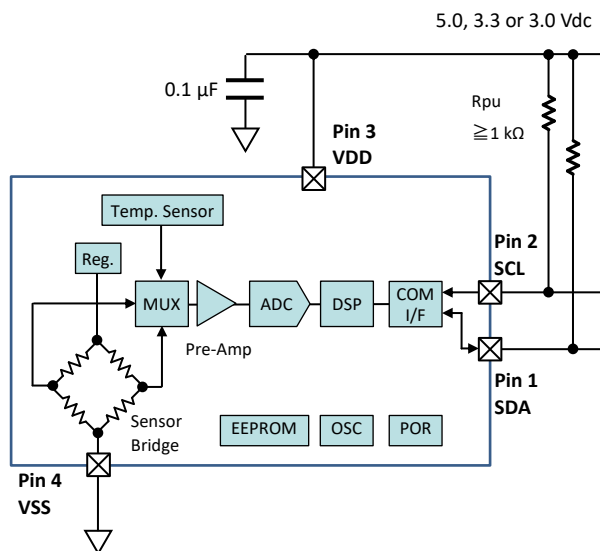 5.0, 3.3 or 3.0 Vdc
0.1 µF
Rpu
≧1 kΩ
Pin 3
VDD
Temp. Sensor
Pin 2
SCL
Reg.
MUX
ADC
DSP
COM
I/F
Pre-Amp
Pin 1
SDA
Sensor
Bridge
EEPROM
OSC
POR
Pin 4
VSS